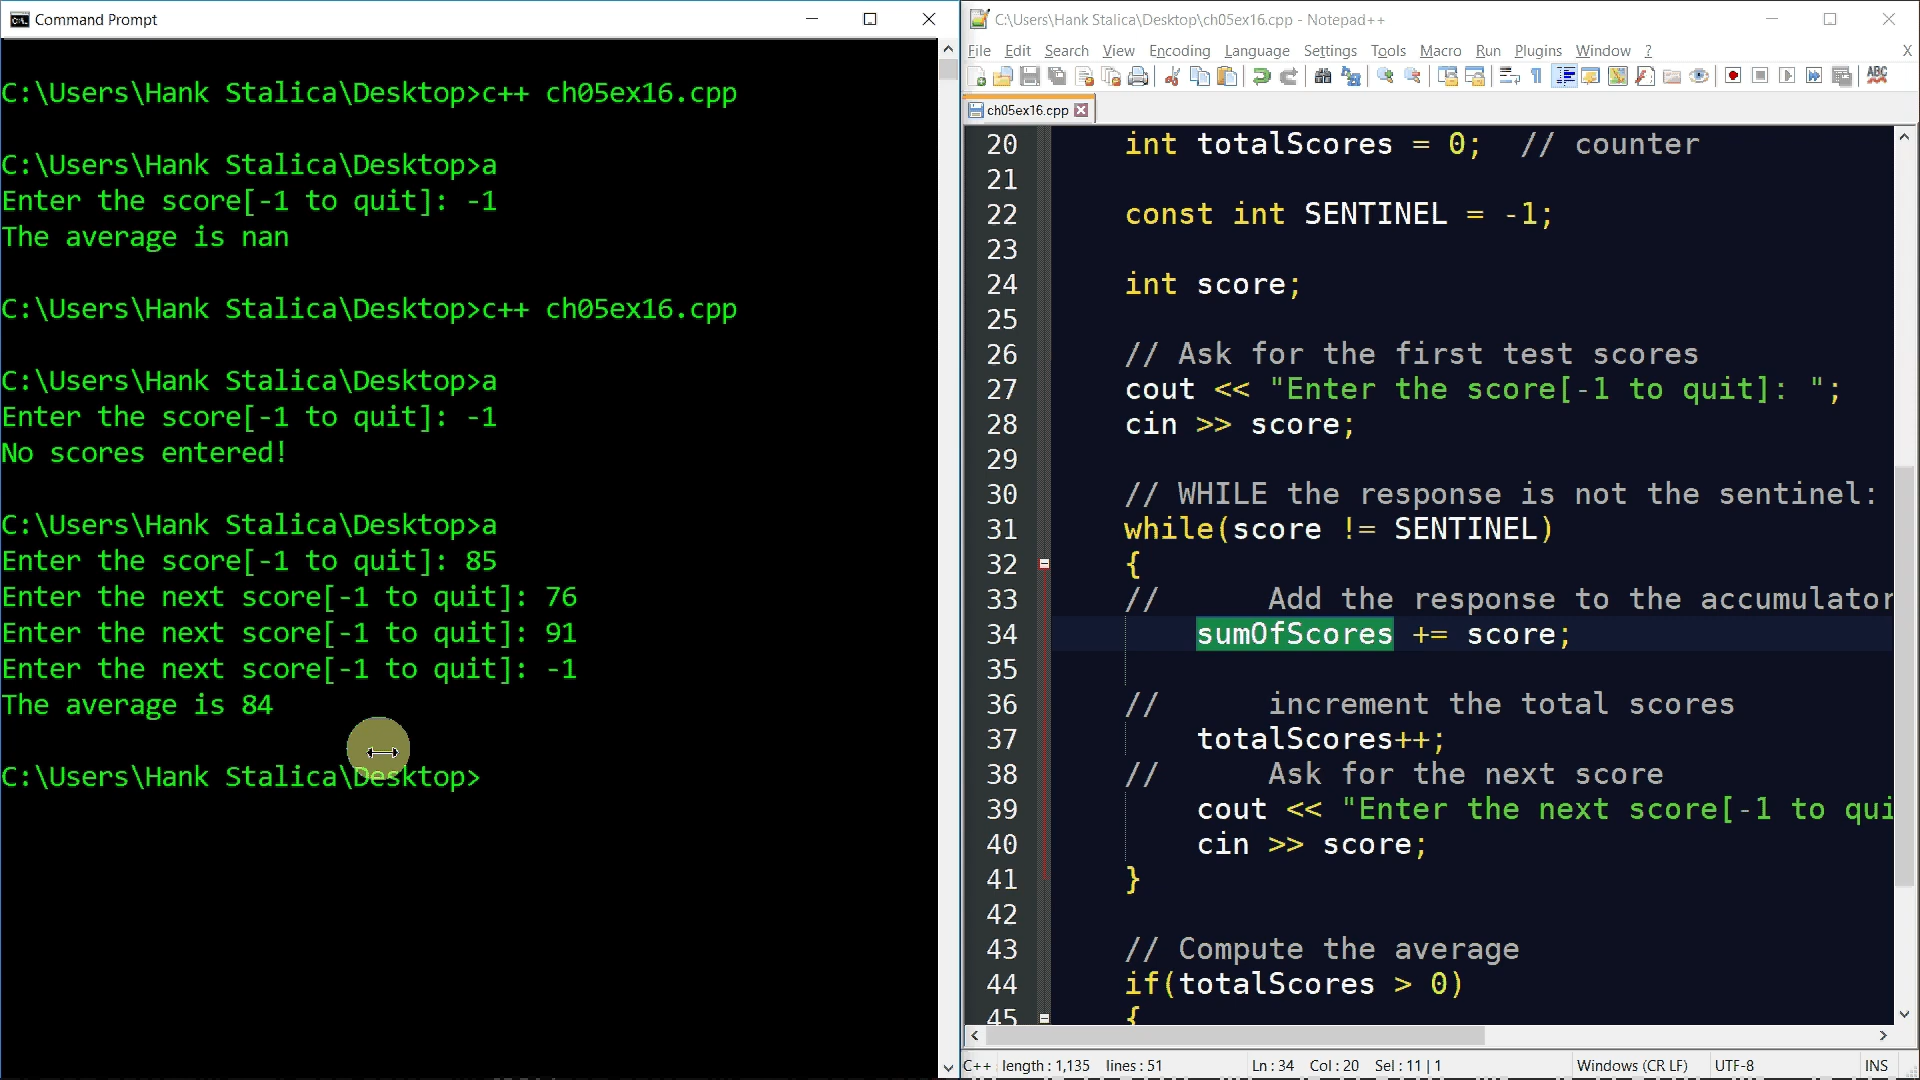 Command Prompt
C:\Users\Hank Stalica\Desktop>c++ ch05ex16.cpp
C:\Users\Hank Stalica\Desktop>a
Enter the score[-1 to quit]: -1
The average is nan
C:\Users\Hank Stalica\Desktop>c++ ch05ex16.cpp
C:\Users\Hank Stalica\Desktop>a
Enter the score[-1 to quit]: -1
No scores entered!
C:\Users\Hank Stalica\Desktop>a
Enter the score[-1 to quit]: 85
Enter the next score[-1 to quit]: 76
Enter the next score[-1 to quit]: 91
Enter the next score[-1 to quit]: -1
The average is 84
C:\Users\Hank Stalica\Desktop>
C:\Users\Hank Stalica\Desktop\ch05ex16.cpp - Notepad++
File Edit Search View Encoding Language Settings Tools Macro Run Plugins Window ? X
ABC
ch05ex16.cpp
20 int totalScores = 0; // counter
21
22 const int SENTINEL = -1;
23
24 int score;
25
26 // Ask for the first test scores
27 cout << "Enter the score[-1 to quit]: ";
28 cin >> score;
29
30 // WHILE the response is not the sentinel:
31 while(score != SENTINEL)
32 {
33 // Add the response to the accumulator
34 sumOfScores += score;
35
36 // increment the total scores
37 totalScores++;
38 // Ask for the next score
39 cout << "Enter the next score[-1 to qui
40 cin >> score;
41 }
42
43 // Compute the average
44 if(totalScores > 0)
45 {
C++ length : 1,135 lines : 51 Ln : 34 Col : 20 Sel : 11 | 1 Windows (CR LF) UTF-8 INS